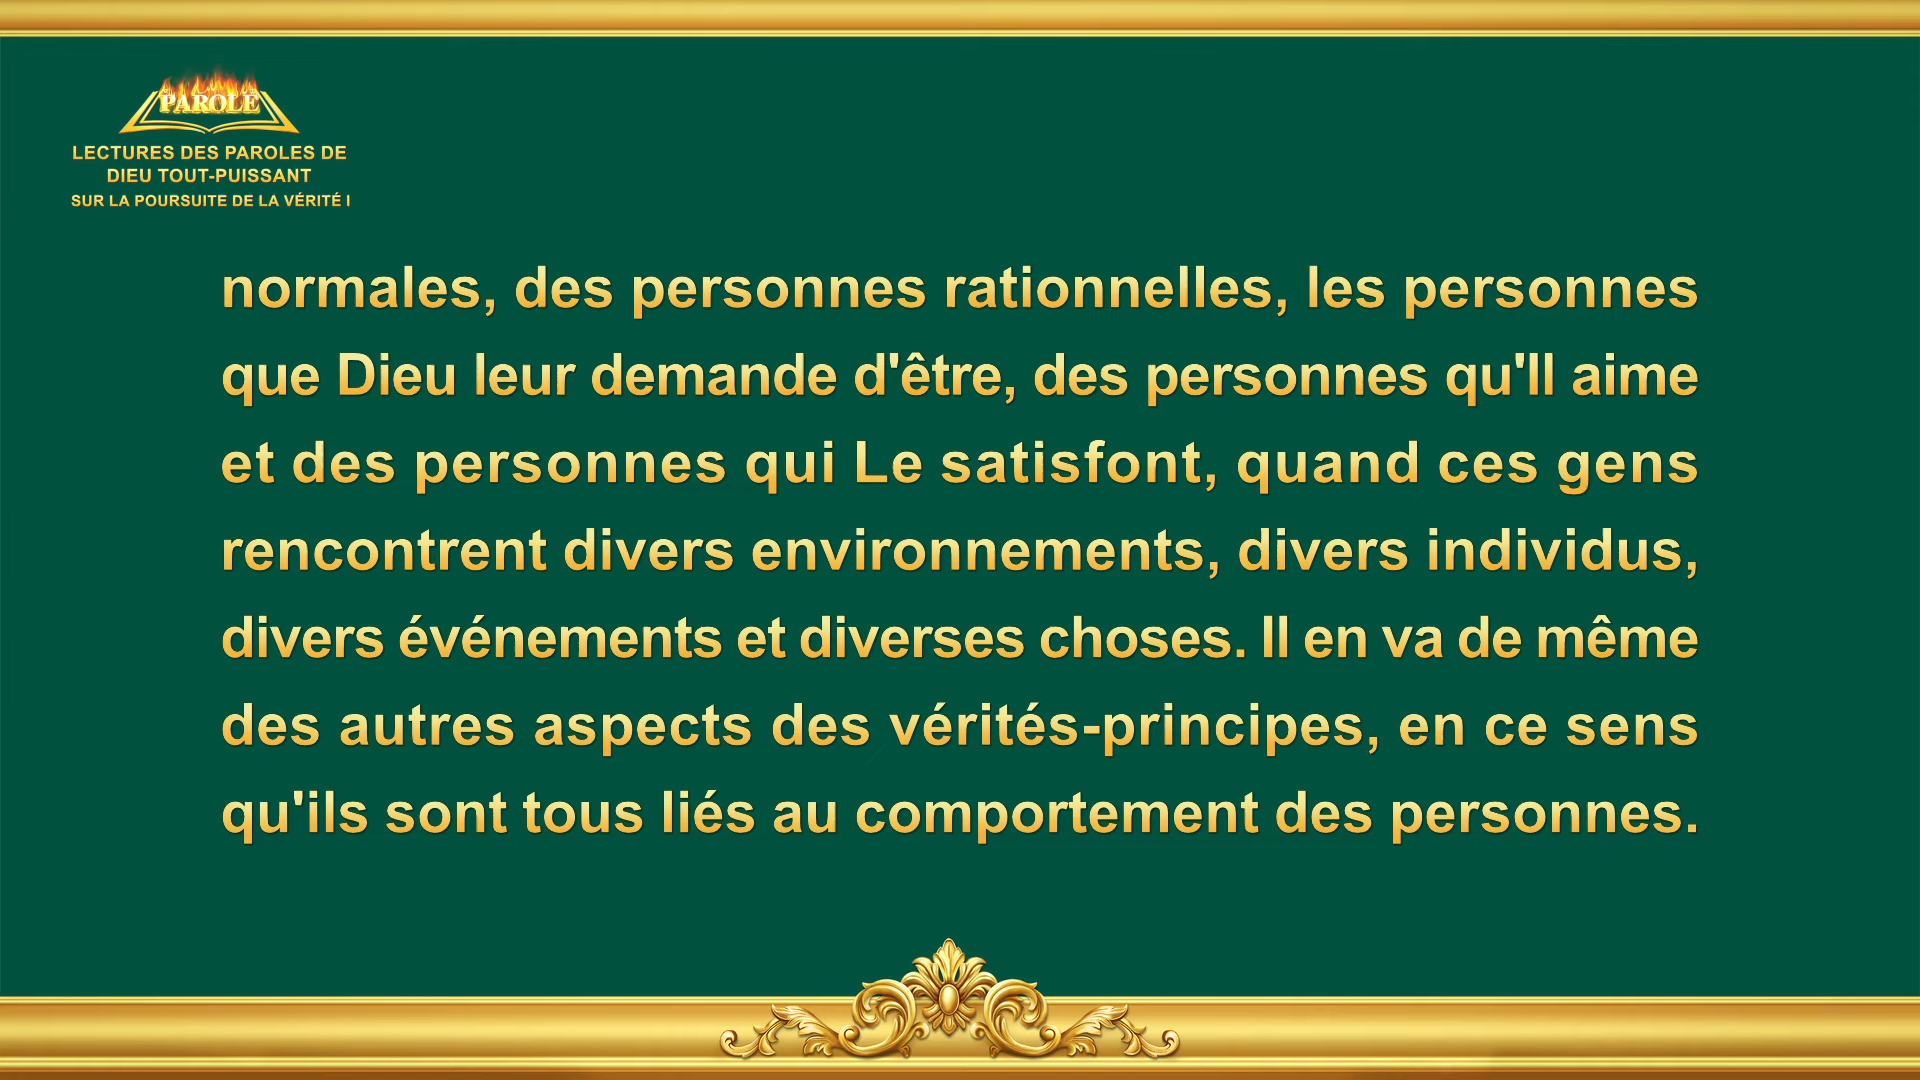 PAROLE
LECTURES DES PAROLES DE
DIEU TOUT-PUISSANT
SUR LA POURSUITE DE LA VÉRITÉ I
normales, des personnes rationnelles, les personnes
que Dieu leur demande d'être, des personnes qu'Il aime
et des personnes qui Le satisfont, quand ces gens
rencontrent divers environnements, divers individus,
divers événements et diverses choses. Il en va de même
des autres aspects des vérités-principes, en ce sens
qu'ils sont tous liés au comportement des personnes.